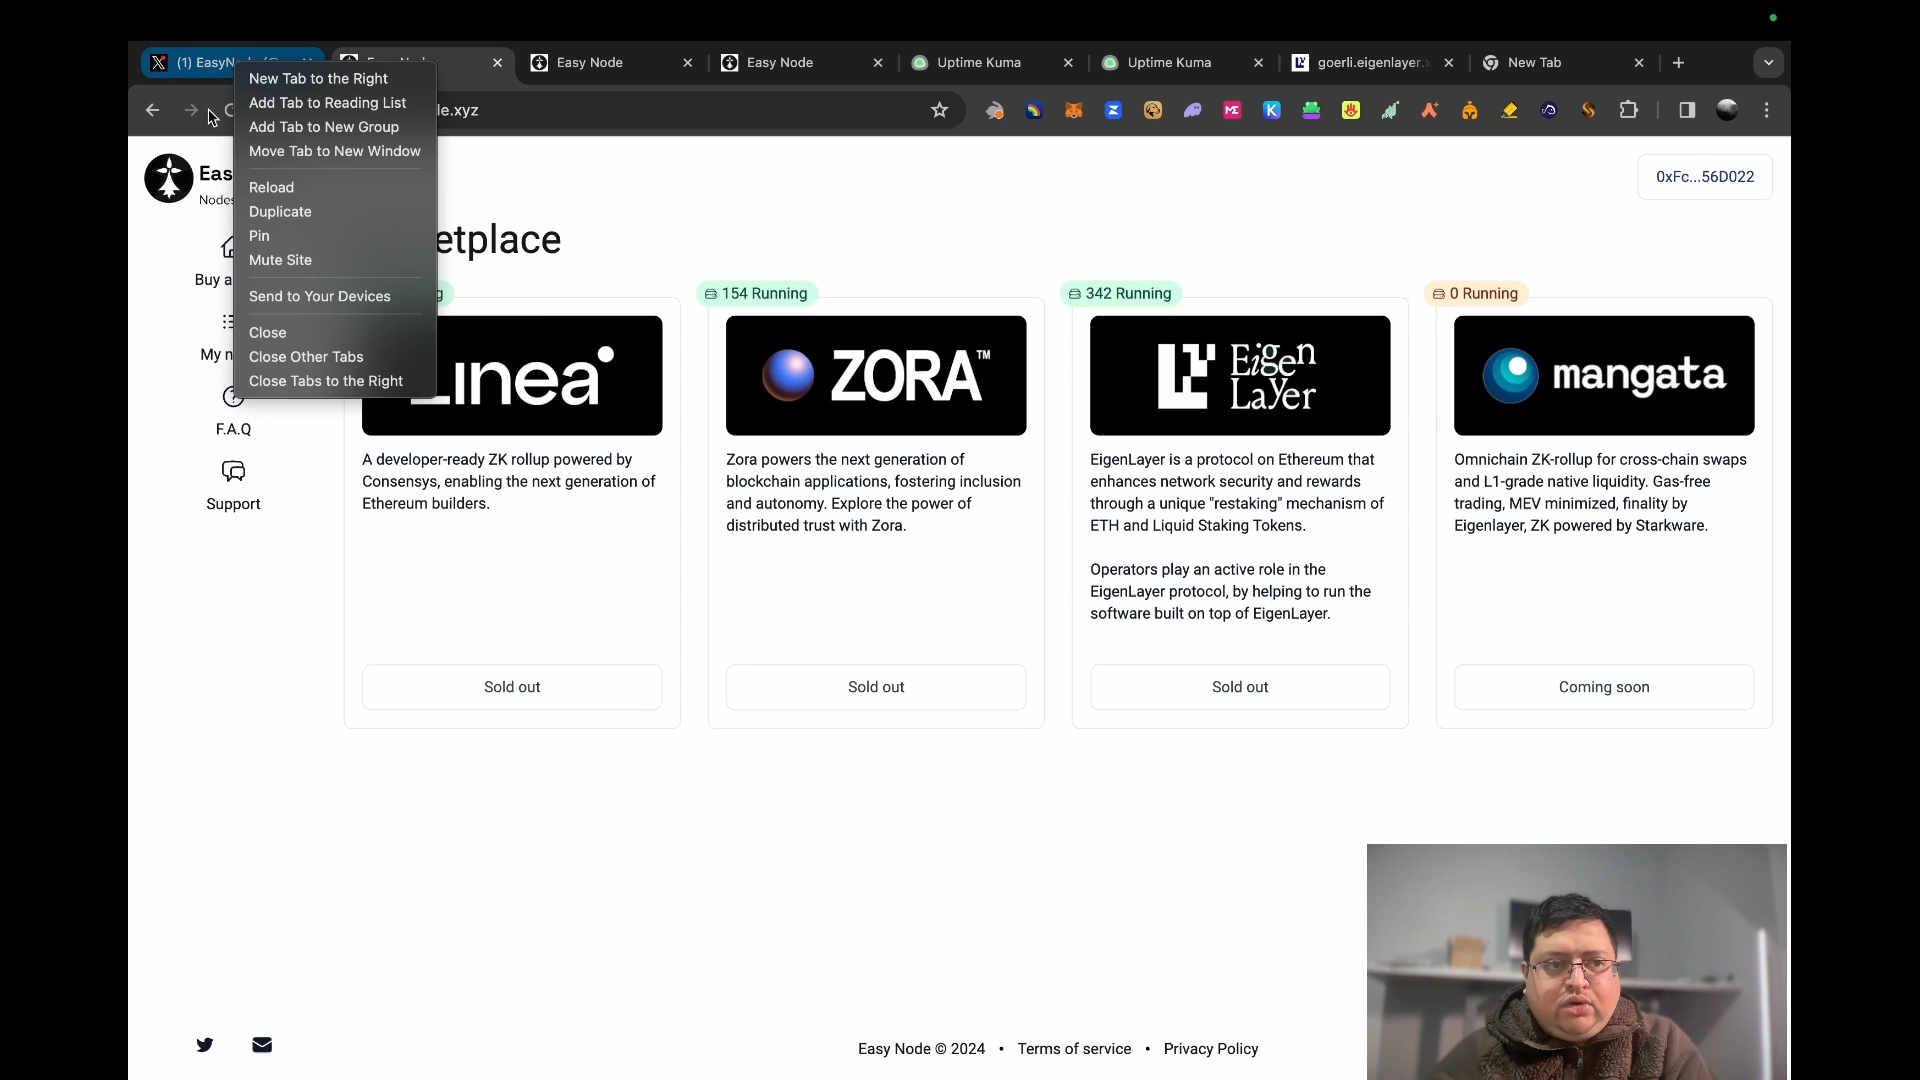 (1) EasyN
Easy Node
Easy Node
Uptime Kuma
Uptime Kuma
goerli.eigenlayer.x
New Tab
New Tab to the Right
Add Tab to Reading List
Add Tab to New Group
Move Tab to New Window
Reload
Duplicate
Pin
Mute Site
Send to Your Devices
Close
Close Other Tabs
Close Tabs to the Right
le.xyz
Eas
Nodes
0xFc...56D022
etplace
Buy a
My n
F.A.Q
Support
g
Linea
A developer-ready ZK rollup powered by
Consensys, enabling the next generation of
Ethereum builders.
Sold out
154 Running
ZORA™
Zora powers the next generation of
blockchain applications, fostering inclusion
and autonomy. Explore the power of
distributed trust with Zora.
Sold out
342 Running
Eigen
Layer
EigenLayer is a protocol on Ethereum that
enhances network security and rewards
through a unique "restaking" mechanism of
ETH and Liquid Staking Tokens.
Operators play an active role in the
EigenLayer protocol, by helping to run the
software built on top of EigenLayer.
Sold out
0 Running
mangata
Omnichain ZK-rollup for cross-chain swaps
and L1-grade native liquidity. Gas-free
trading, MEV minimized, finality by
Eigenlayer, ZK powered by Starkware.
Coming soon
Easy Node © 2024 • Terms of service • Privacy Policy